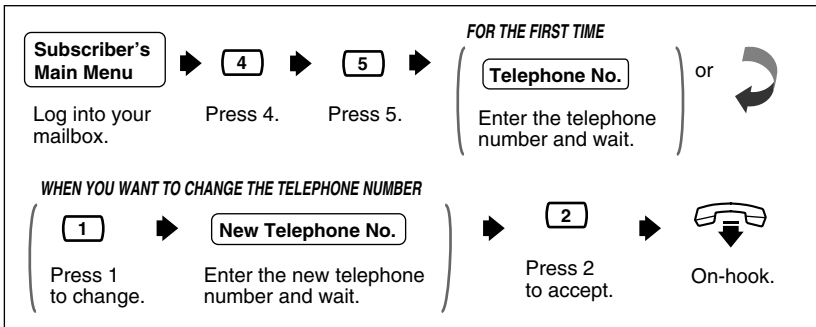 FOR THE FIRST TIME
Subscriber's
Main Menu
4
5
Telephone No.
or
Log into your
mailbox.
Press 4.
Press 5.
Enter the telephone
number and wait.
WHEN YOU WANT TO CHANGE THE TELEPHONE NUMBER
1
New Telephone No.
2
Press 1
to change.
Enter the new telephone
number and wait.
Press 2
to accept.
On-hook.